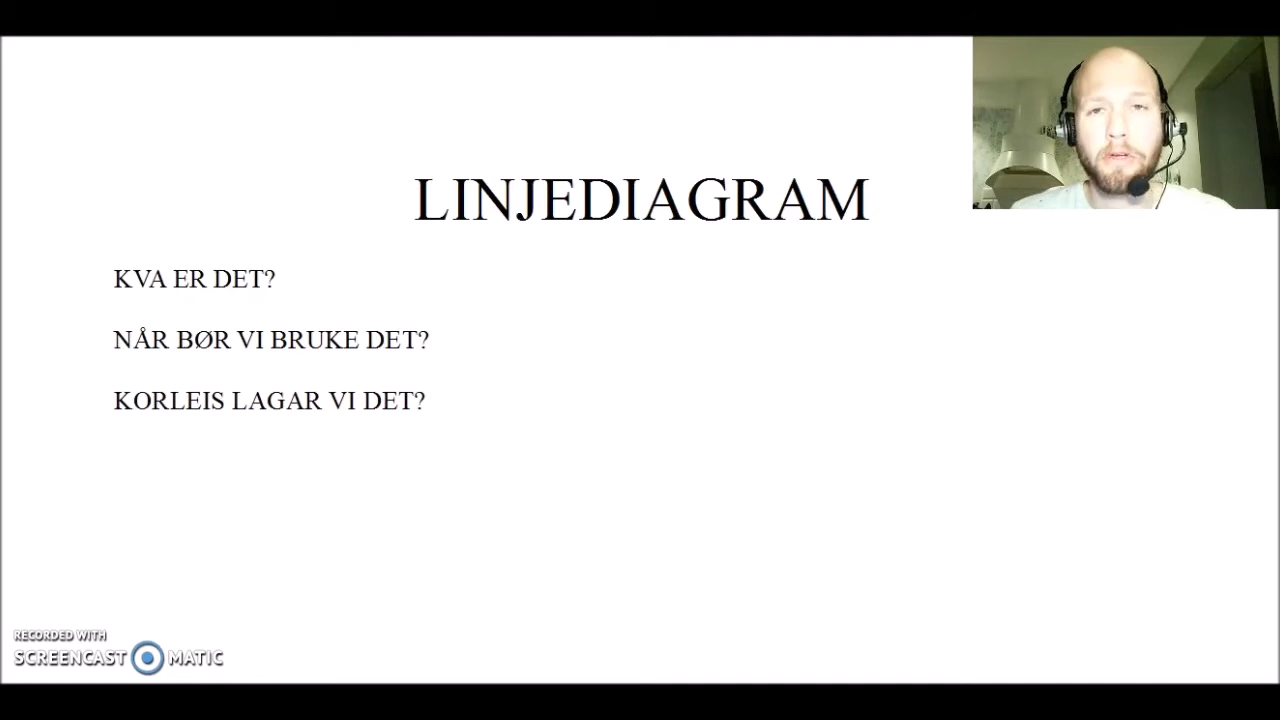 LINJEDIAGRAM
KVA ER DET?
NÅR BØR VI BRUKE DET?
KORLEIS LAGAR VI DET?
RECORDED WITH
SCREENCAST MATIC